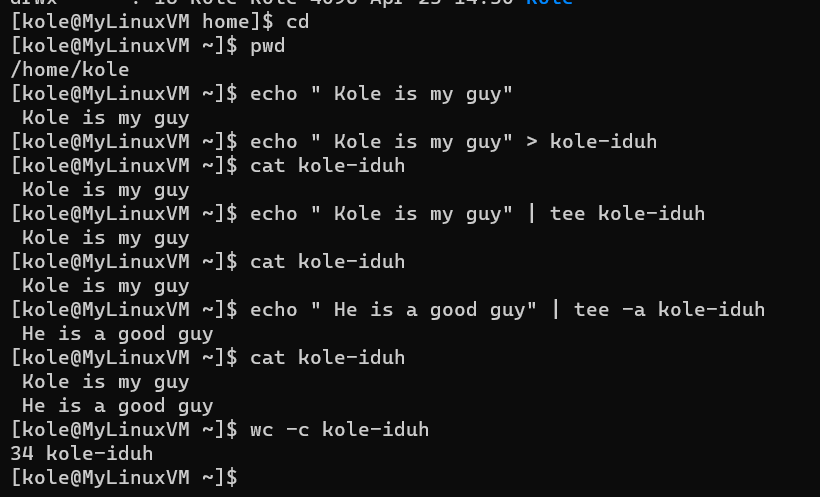 [kole@MyLinuxVM home]$ cd
[kole@MyLinuxVM ~]$ pwd
/home/kole
[kole@MyLinuxVM ~]$ echo " Kole is my guy"
 Kole is my guy
[kole@MyLinuxVM ~]$ echo " Kole is my guy" > kole-iduh
[kole@MyLinuxVM ~]$ cat kole-iduh
 Kole is my guy
[kole@MyLinuxVM ~]$ echo " Kole is my guy" | tee kole-iduh
 Kole is my guy
[kole@MyLinuxVM ~]$ cat kole-iduh
 Kole is my guy
[kole@MyLinuxVM ~]$ echo " He is a good guy" | tee -a kole-iduh
 He is a good guy
[kole@MyLinuxVM ~]$ cat kole-iduh
 Kole is my guy
 He is a good guy
[kole@MyLinuxVM ~]$ wc -c kole-iduh
34 kole-iduh
[kole@MyLinuxVM ~]$